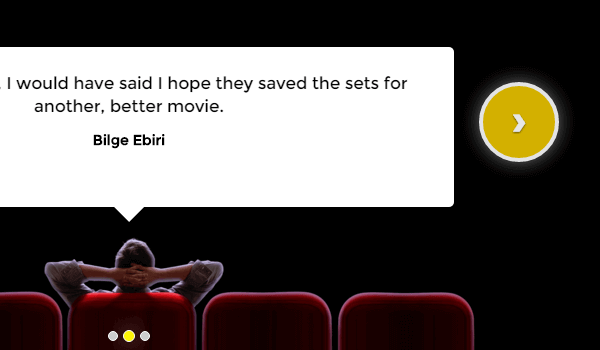 . I would have said I hope they saved the sets for
another, better movie.
Bilge Ebiri